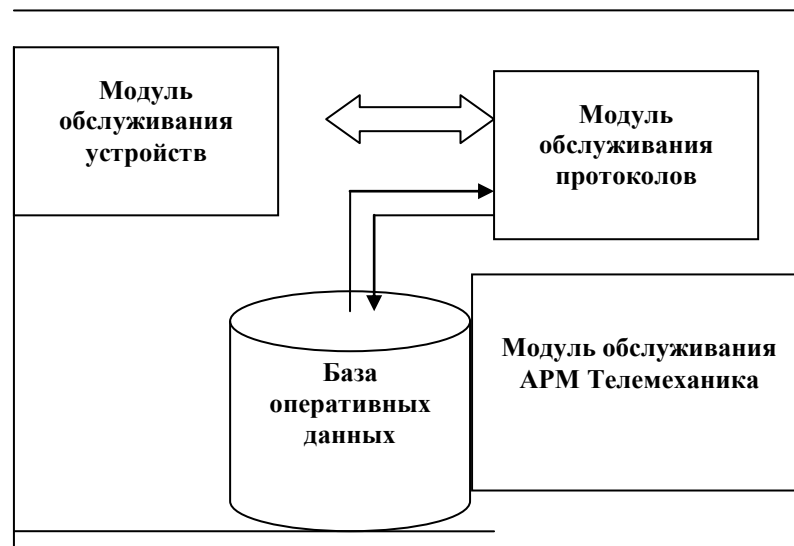 Модуль
обслуживания
устройств
Модуль
обслуживания
протоколов
База
оперативных
данных
Модуль обслуживания
АРМ Телемеханика